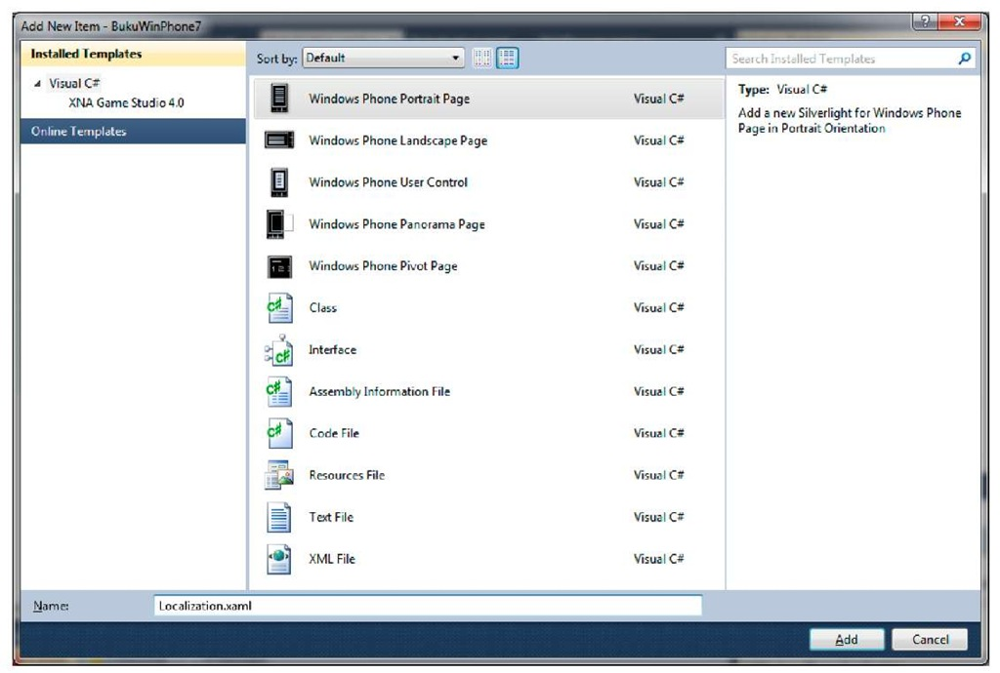 Add New Item - BukuWinPhone7
Installed Templates
Visual C#
XNA Game Studio 4.0
Online Templates
Sort by: Default
Search Installed Templates
Windows Phone Portrait Page Visual C#
Windows Phone Landscape Page Visual C#
Windows Phone User Control Visual C#
Windows Phone Panorama Page Visual C#
Windows Phone Pivot Page Visual C#
Class Visual C#
Interface Visual C#
Assembly Information File Visual C#
Code File Visual C#
Resources File Visual C#
Text File Visual C#
XML File Visual C#
Type: Visual C#
Add a new Silverlight for Windows Phone
Page in Portrait Orientation
Name: Localization.xaml
Add Cancel